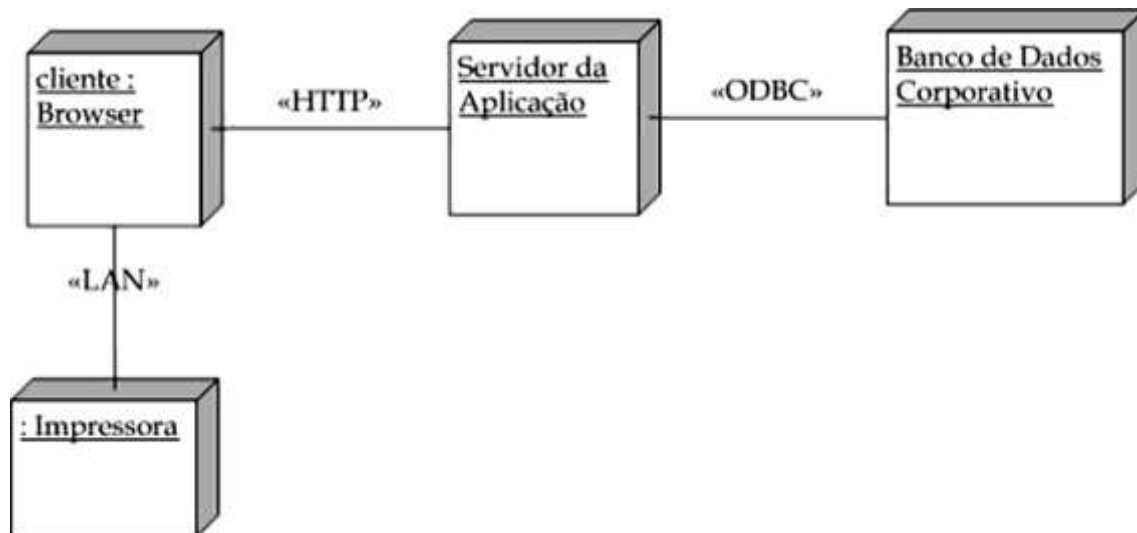 cliente :
Browser
«HTTP»
Servidor da
Aplicação
«ODBC»
Banco de Dados
Corporativo
«LAN»
: Impressora